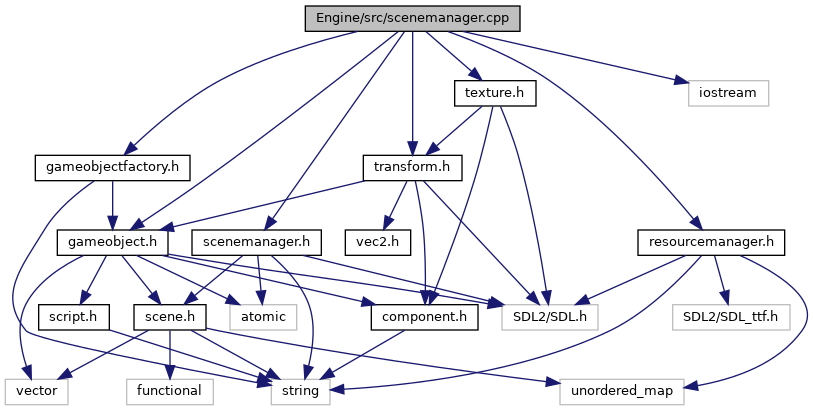 Engine/src/scenemanager.cpp
texture.h
iostream
gameobjectfactory.h
transform.h
gameobject.h
scenemanager.h
vec2.h
resourcemanager.h
script.h
scene.h
atomic
component.h
SDL2/SDL.h
SDL2/SDL_ttf.h
vector
functional
string
unordered_map